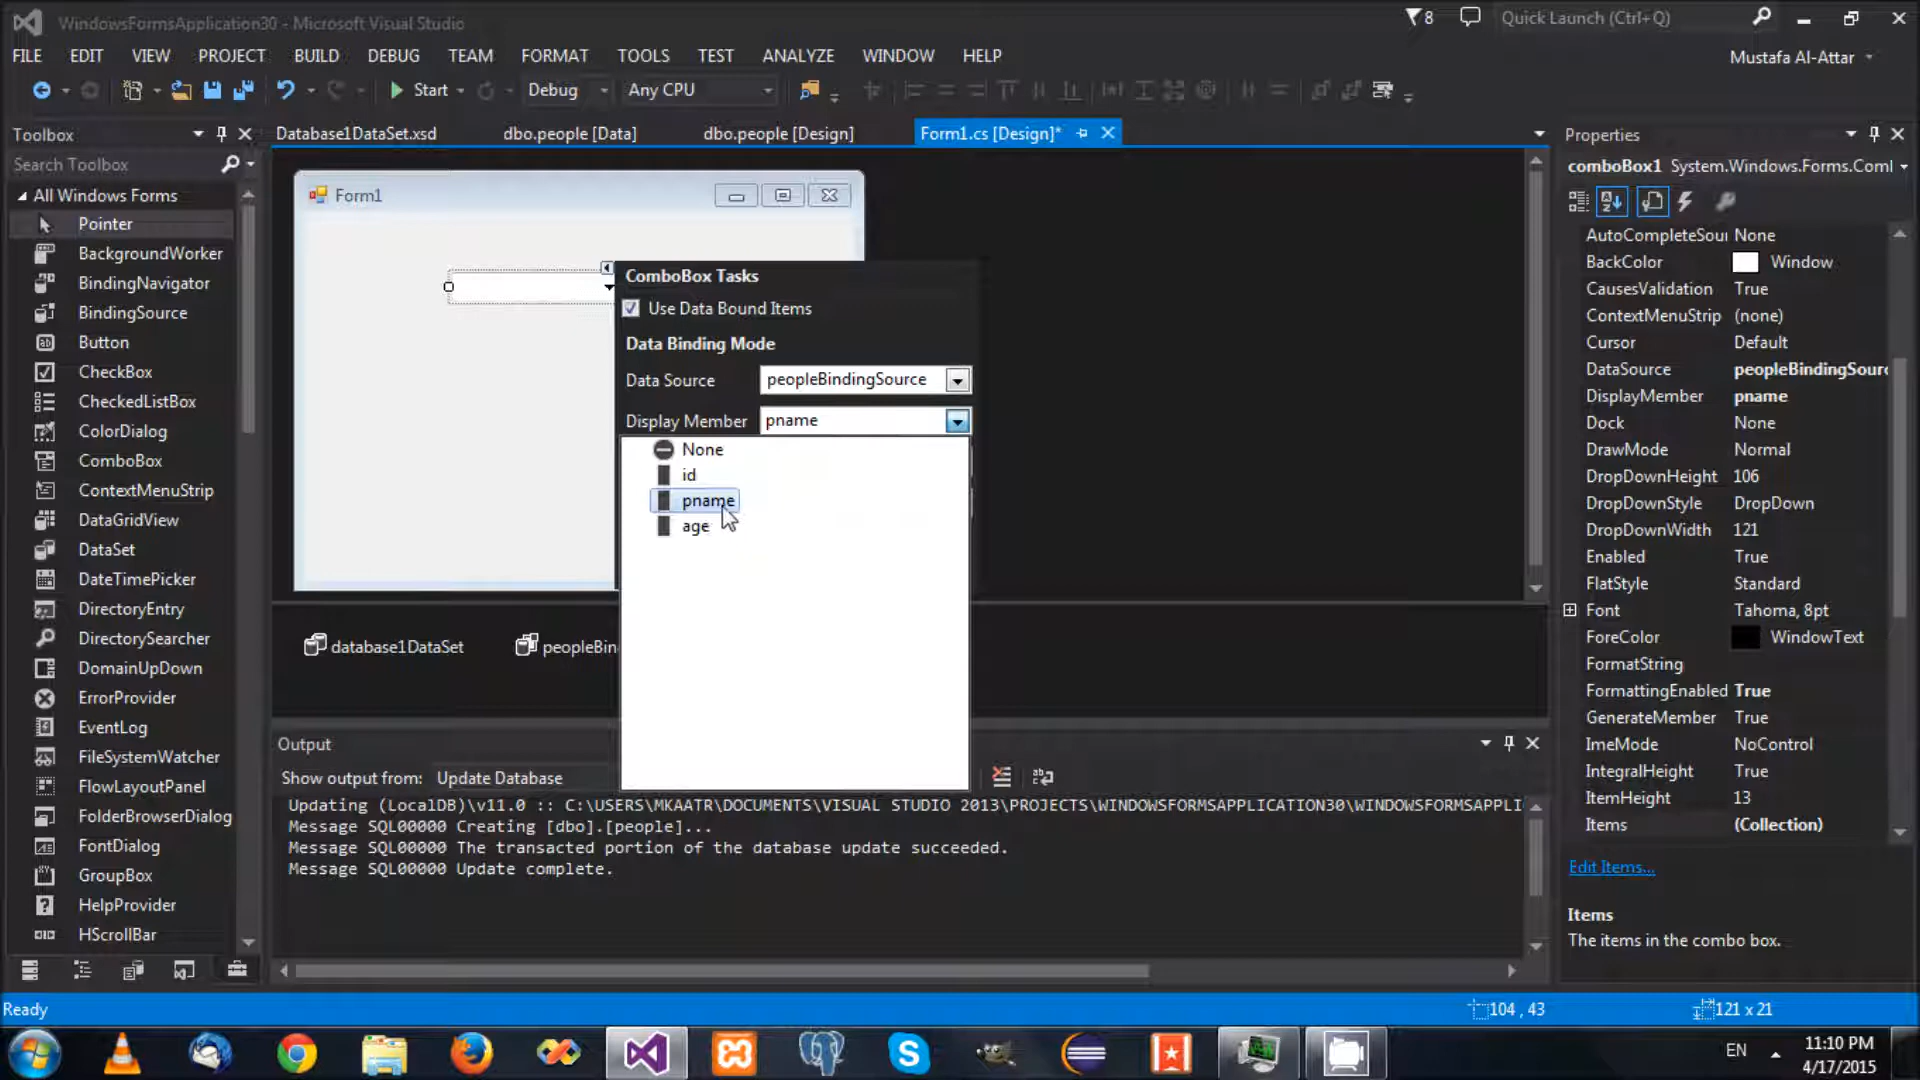 WindowsFormsApplication30 - Microsoft Visual Studio
8
Quick Launch (Ctrl+Q)
FILE EDIT VIEW PROJECT BUILD DEBUG TEAM FORMAT TOOLS TEST ANALYZE WINDOW HELP
Mustafa Al-Attar
Start Debug Any CPU
Toolbox
Search Toolbox
All Windows Forms
Pointer
BackgroundWorker
BindingNavigator
BindingSource
Button
CheckBox
CheckedListBox
ColorDialog
ComboBox
ContextMenuStrip
DataGridView
DataSet
DateTimePicker
DirectoryEntry
DirectorySearcher
DomainUpDown
ErrorProvider
EventLog
FileSystemWatcher
FlowLayoutPanel
FolderBrowserDialog
FontDialog
GroupBox
HelpProvider
HScrollBar
Database1DataSet.xsd dbo.people [Data] dbo.people [Design] Form1.cs [Design]*
Form1
ComboBox Tasks
Use Data Bound Items
Data Binding Mode
Data Source peopleBindingSource
Display Member pname
None
id
pname
age
database1DataSet peopleBin
Output
Show output from: Update Database
Updating (LocalDB)\v11.0 :: C:\USERS\MKAATR\DOCUMENTS\VISUAL STUDIO 2013\PROJECTS\WINDOWSFORMSAPPLICATION30\WINDOWSFORMSAPPLI
Message SQL00000 Creating [dbo].[people]...
Message SQL00000 The transacted portion of the database update succeeded.
Message SQL00000 Update complete.
Properties
comboBox1 System.Windows.Forms.Coml
AutoCompleteSour None
BackColor Window
CausesValidation True
ContextMenuStrip (none)
Cursor Default
DataSource peopleBindingSourc
DisplayMember pname
Dock None
DrawMode Normal
DropDownHeight 106
DropDownStyle DropDown
DropDownWidth 121
Enabled True
FlatStyle Standard
Font Tahoma, 8pt
ForeColor WindowText
FormatString
FormattingEnabled True
GenerateMember True
ImeMode NoControl
IntegralHeight True
ItemHeight 13
Items (Collection)
Edit Items...
Items
The items in the combo box.
Ready
104 , 43
121 x 21
EN
11:10 PM
4/17/2015